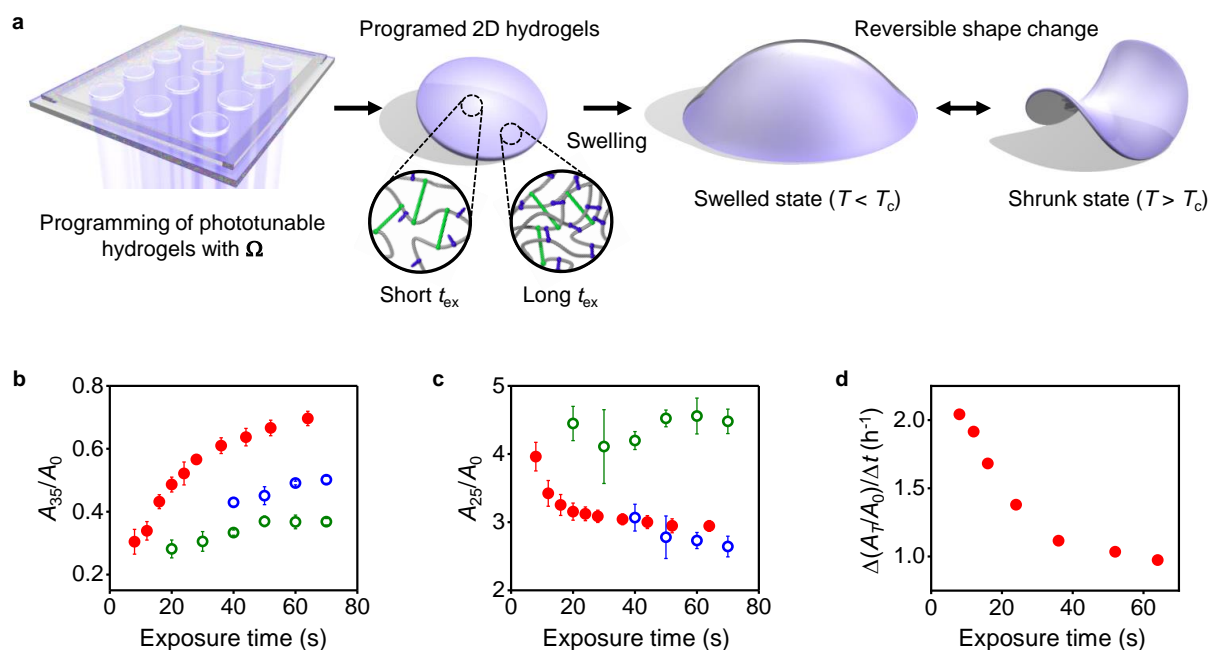 a
Programed 2D hydrogels
Reversible shape change
Swelling
Programming of phototunable
hydrogels with Ω
Short tex
Long tex
Swelled state (T < Tc)
Shrunk state (T > Tc)
b
A35/A0
0.8
0.6
0.4
0.2
0 20 40 60 80
Exposure time (s)
c
A25/A0
5
4
3
2
0 20 40 60 80
Exposure time (s)
d
Δ(AT/A0)/Δt (h-1)
2.0
1.5
1.0
0 20 40 60
Exposure time (s)